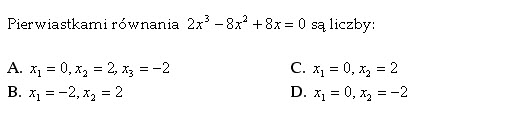 Pierwiastkami równania 2x³ – 8x² + 8x = 0 są liczby:
A. x₁ = 0, x₂ = 2, x₃ = –2 C. x₁ = 0, x₂ = 2
B. x₁ = –2, x₂ = 2 D. x₁ = 0, x₂ = –2